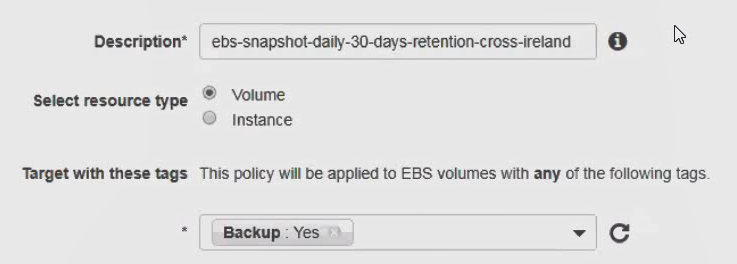 Description* ebs-snapshot-daily-30-days-retention-cross-ireland
Select resource type Volume
Instance
Target with these tags This policy will be applied to EBS volumes with any of the following tags.
* Backup : Yes